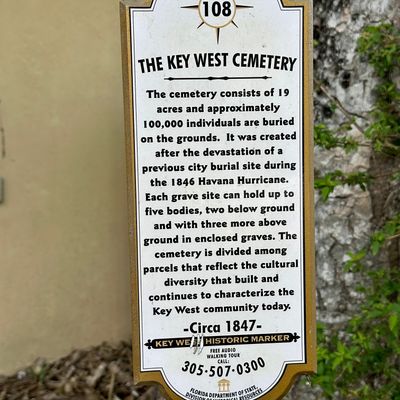 108
THE KEY WEST CEMETERY
The cemetery consists of 19
acres and approximately
100,000 individuals are buried
on the grounds. It was created
after the devastation of a
previous city burial site during
the 1846 Havana Hurricane.
Each grave site can hold up to
five bodies, two below ground
and with three more above
ground in enclosed graves. The
cemetery is divided among
parcels that reflect the cultural
diversity that built and
continues to characterize the
Key West community today.
-Circa 1847-
KEY WEST HISTORIC MARKER
FREE AUDIO
WALKING TOUR
CALL:
305-507-0300
FLORIDA DEPARTMENT OF STATE,
DIVISION OF HISTORICAL RESOURCES